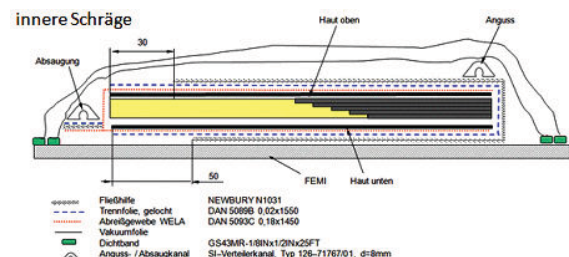 innere Schräge
30
Haut oben
Anguss
Absaugung
50
FEMI
Haut unten
Fließhilfe NEWBURY N1031
Trennfolie, gelocht DAN 5089B 0,02x1550
Abreißgewebe WELA DAN 5093C 0,18x1450
Vakuumfolie
Dichtband GS43MR-1/8INx1/2INx25FT
Anguss- / Absaugkanal SI-Verteilerkanal, Typ 126-71767/01, d=8mm